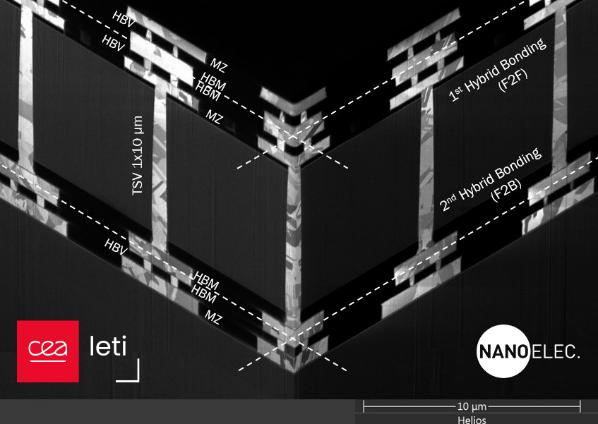 HBV
HBV
MZ
HBM
HBM
MZ
1st Hybrid Bonding
(F2F)
TSV 1x10 µm
2nd Hybrid Bonding
(F2B)
HBV
HBM
HBM
MZ
cea
leti
NANOELEC.
10 µm
Helios